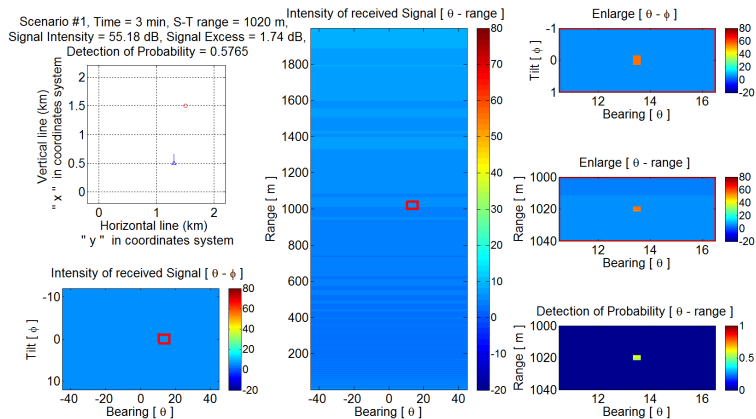 Scenario #1, Time = 3 min, S-T range = 1020 m,
Signal Intensity = 55.18 dB, Signal Excess = 1.74 dB,
Detection of Probability = 0.5765
Vertical line (km)
" x " in coordinates system
2
1.5
1
0.5
0
0 1 2
Horizontal line (km)
" y " in coordinates system
Intensity of received Signal [ θ - ϕ ]
Tilt [ ϕ ]
-10
0
10
-40 -20 0 20 40
Bearing [ θ ]
80
60
40
20
0
-20
Intensity of received Signal [ θ - range ]
Range [ m ]
1800
1600
1400
1200
1000
800
600
400
200
-40 -20 0 20 40
Bearing [ θ ]
80
70
60
50
40
30
20
10
0
-10
-20
Enlarge [ θ - ϕ ]
Tilt [ ϕ ]
-1
0
1
12 14 16
Bearing [ θ ]
80
60
40
20
0
-20
Enlarge [ θ - range ]
Range [ m ]
1000
1020
1040
12 14 16
Bearing [ θ ]
80
60
40
20
0
-20
Detection of Probability [ θ - range ]
Range [ m ]
1000
1020
1040
12 14 16
Bearing [ θ ]
1
0.5
0